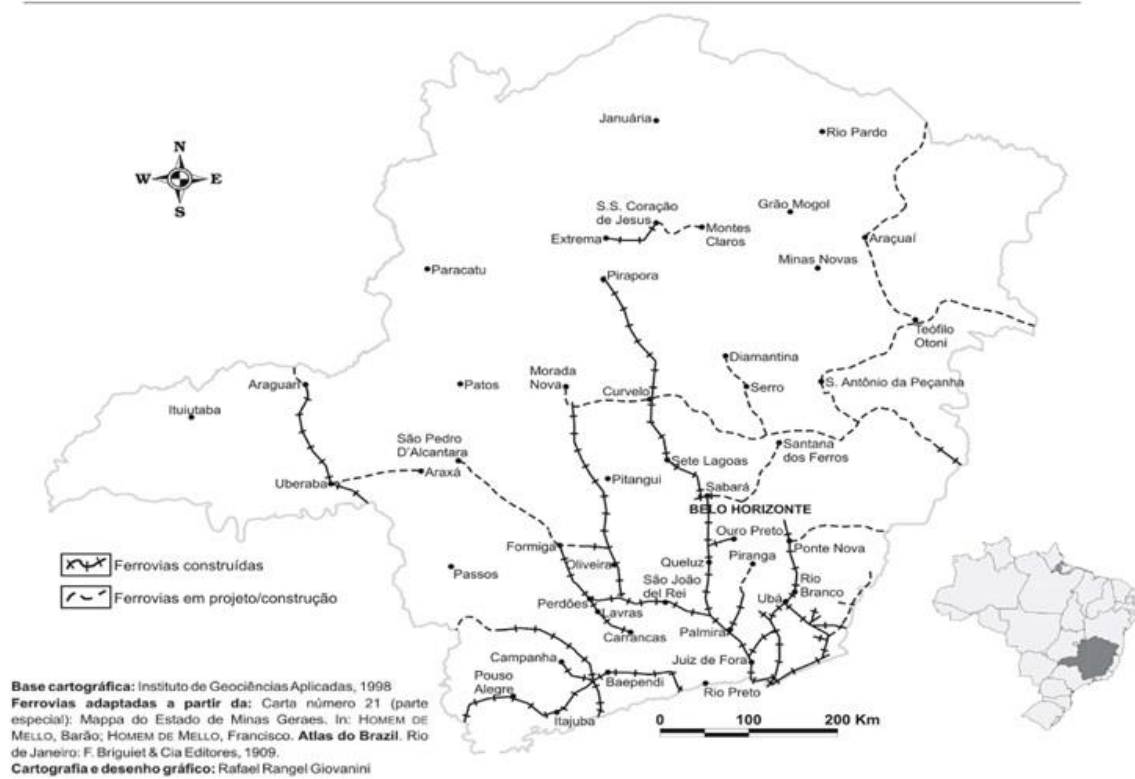 Januária
Rio Pardo
N
W E
S
S.S. Coração
de Jesus
Grão Mogol
Extrema
Montes
Claros
Araçuaí
Paracatu
Minas Novas
Pirapora
Teófilo
Otoni
Diamantina
Araguari
Patos
Morada
Nova
Serro
S. Antônio da Peçanha
Curvelo
Ituiutaba
São Pedro
D'Alcantara
Santana
dos Ferros
Araxá
Sete Lagoas
Uberaba
Pitangui
Sabará
BELO HORIZONTE
Ouro Preto
Formiga
Piranga
Ponte Nova
Ferrovias construídas
Passos
Oliveira
Queluz
São João
del Rei
Rio
Branco
Ubá
Ferrovias em projeto/construção
Perdões
Lavras
Carrancas
Palmira
Campanha
Juiz de Fora
Pouso
Alegre
Baependi
Rio Preto
Itajuba
0 100 200 Km
Base cartográfica: Instituto de Geociências Aplicadas, 1998
Ferrovias adaptadas a partir da: Carta número 21 (parte
especial): Mappa do Estado de Minas Geraes. In: HOMEM DE
MELLO, Barão; HOMEM DE MELLO, Francisco. Atlas do Brazil. Rio
de Janeiro: F. Briguiet & Cia Editores, 1909.
Cartografia e desenho gráfico: Rafael Rangel Giovanini